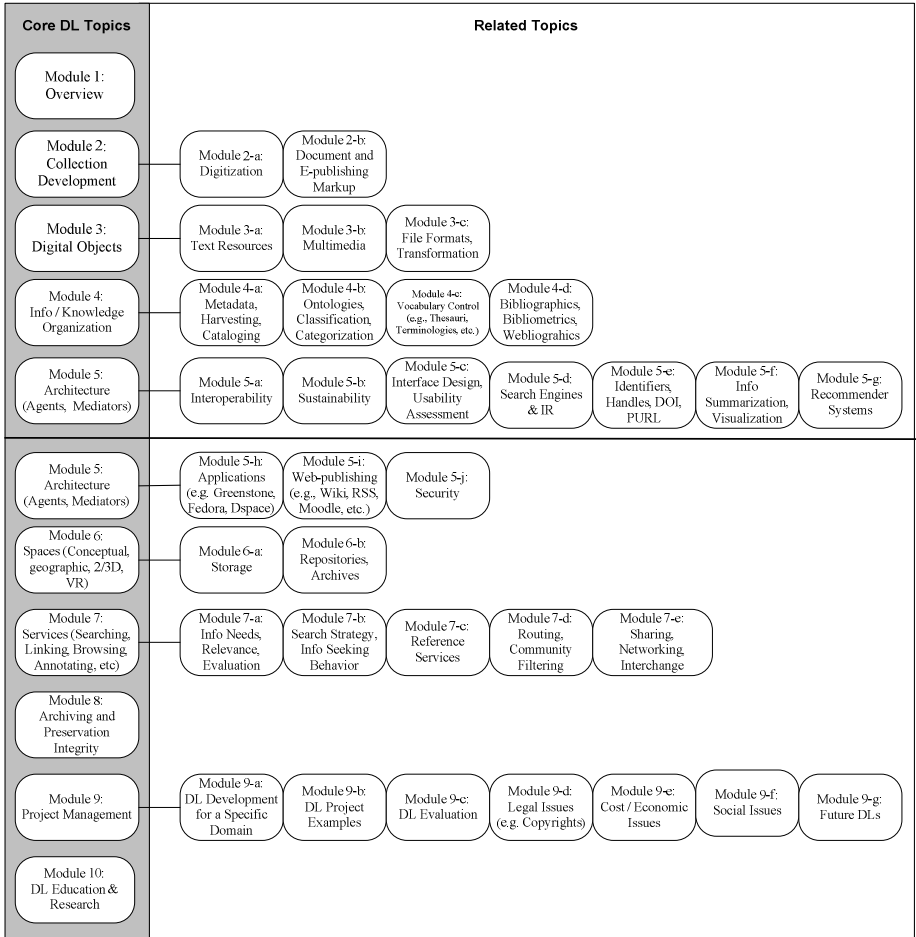 Core DL Topics
Related Topics
Module 1:
Overview
Module 2:
Collection
Development
Module 2-a:
Digitization
Module 2-b:
Document and
E-publishing
Markup
Module 3:
Digital Objects
Module 3-a:
Text Resources
Module 3-b:
Multimedia
Module 3-c:
File Formats,
Transformation
Module 4:
Info / Knowledge
Organization
Module 4-a:
Metadata,
Harvesting,
Cataloging
Module 4-b:
Ontologies,
Classification,
Categorization
Module 4-c:
Vocabulary Control
(e.g., Thesauri,
Terminologies, etc.)
Module 4-d:
Bibliographics,
Bibliometrics,
Webliograhics
Module 5:
Architecture
(Agents, Mediators)
Module 5-a:
Interoperability
Module 5-b:
Sustainability
Module 5-c:
Interface Design,
Usability
Assessment
Module 5-d:
Search Engines
& IR
Module 5-e:
Identifiers,
Handles, DOI,
PURL
Module 5-f:
Info
Summarization,
Visualization
Module 5-g:
Recommender
Systems
Module 5:
Architecture
(Agents, Mediators)
Module 5-h:
Applications
(e.g. Greenstone,
Fedora, Dspace)
Module 5-i:
Web-publishing
(e.g., Wiki, RSS,
Moodle, etc.)
Module 5-j:
Security
Module 6:
Spaces (Conceptual,
geographic, 2/3D,
VR)
Module 6-a:
Storage
Module 6-b:
Repositories,
Archives
Module 7:
Services (Searching,
Linking, Browsing,
Annotating, etc)
Module 7-a:
Info Needs,
Relevance,
Evaluation
Module 7-b:
Search Strategy,
Info Seeking
Behavior
Module 7-c:
Reference
Services
Module 7-d:
Routing,
Community
Filtering
Module 7-e:
Sharing,
Networking,
Interchange
Module 8:
Archiving and
Preservation
Integrity
Module 9:
Project Management
Module 9-a:
DL Development
for a Specific
Domain
Module 9-b:
DL Project
Examples
Module 9-c:
DL Evaluation
Module 9-d:
Legal Issues
(e.g. Copyrights)
Module 9-e:
Cost / Economic
Issues
Module 9-f:
Social Issues
Module 9-g:
Future DLs
Module 10:
DL Education &
Research